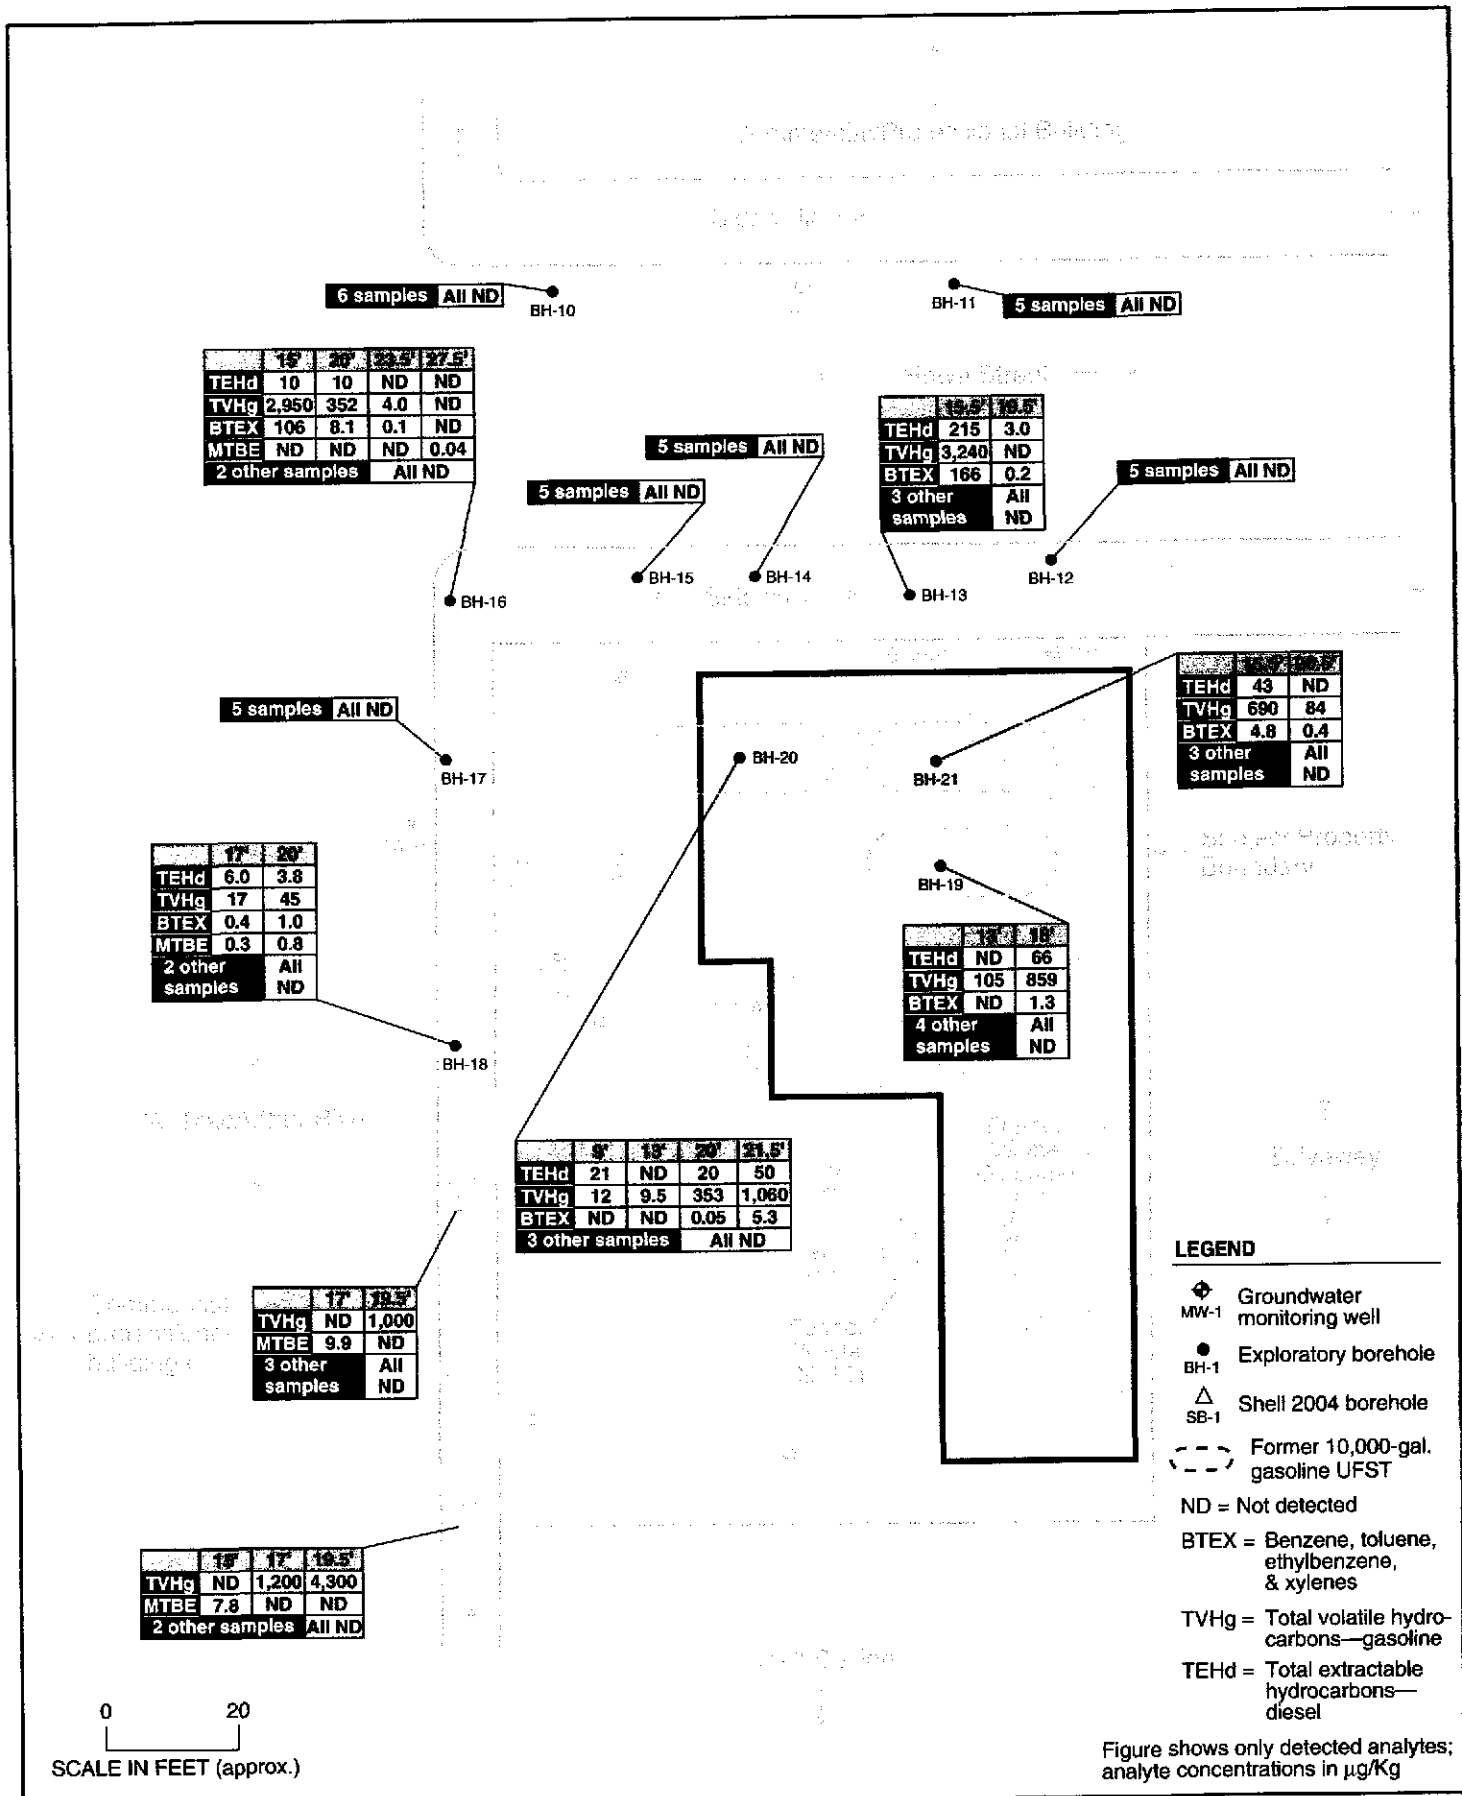 6 samples All ND
BH-10
BH-11
5 samples All ND
15' 20' 23.5' 27.5'
TEHd 10 10 ND ND
TVHg 2,950 352 4.0 ND
BTEX 106 8.1 0.1 ND
MTBE ND ND ND 0.04
2 other samples All ND
5 samples All ND
BH-14
5 samples All ND
BH-15
BH-16
15.5' 19.5'
TEHd 215 3.0
TVHg 3,240 ND
BTEX 166 0.2
3 other All
samples ND
BH-13
5 samples All ND
BH-12
5 samples All ND
BH-17
BH-20
BH-21
TEHd 43 ND
TVHg 690 84
BTEX 4.8 0.4
3 other All
samples ND
BH-19
17' 20'
TEHd 6.0 3.8
TVHg 17 45
BTEX 0.4 1.0
MTBE 0.3 0.8
2 other All
samples ND
BH-18
18'
TEHd ND 66
TVHg 105 859
BTEX ND 1.3
4 other All
samples ND
9' 13' 20' 21.5'
TEHd 21 ND 20 50
TVHg 12 9.5 353 1,060
BTEX ND ND 0.05 5.3
3 other samples All ND
17' 19.5'
TVHg ND 1,000
MTBE 9.9 ND
3 other All
samples ND
17' 19.5'
TVHg ND 1,200 4,300
MTBE 7.8 ND ND
2 other samples All ND
LEGEND
MW-1 Groundwater
monitoring well
BH-1 Exploratory borehole
SB-1 Shell 2004 borehole
Former 10,000-gal.
gasoline UFST
ND = Not detected
BTEX = Benzene, toluene,
ethylbenzene,
& xylenes
TVHg = Total volatile hydro-
carbons—gasoline
TEHd = Total extractable
hydrocarbons—
diesel
Figure shows only detected analytes;
analyte concentrations in µg/Kg
0 20
SCALE IN FEET (approx.)